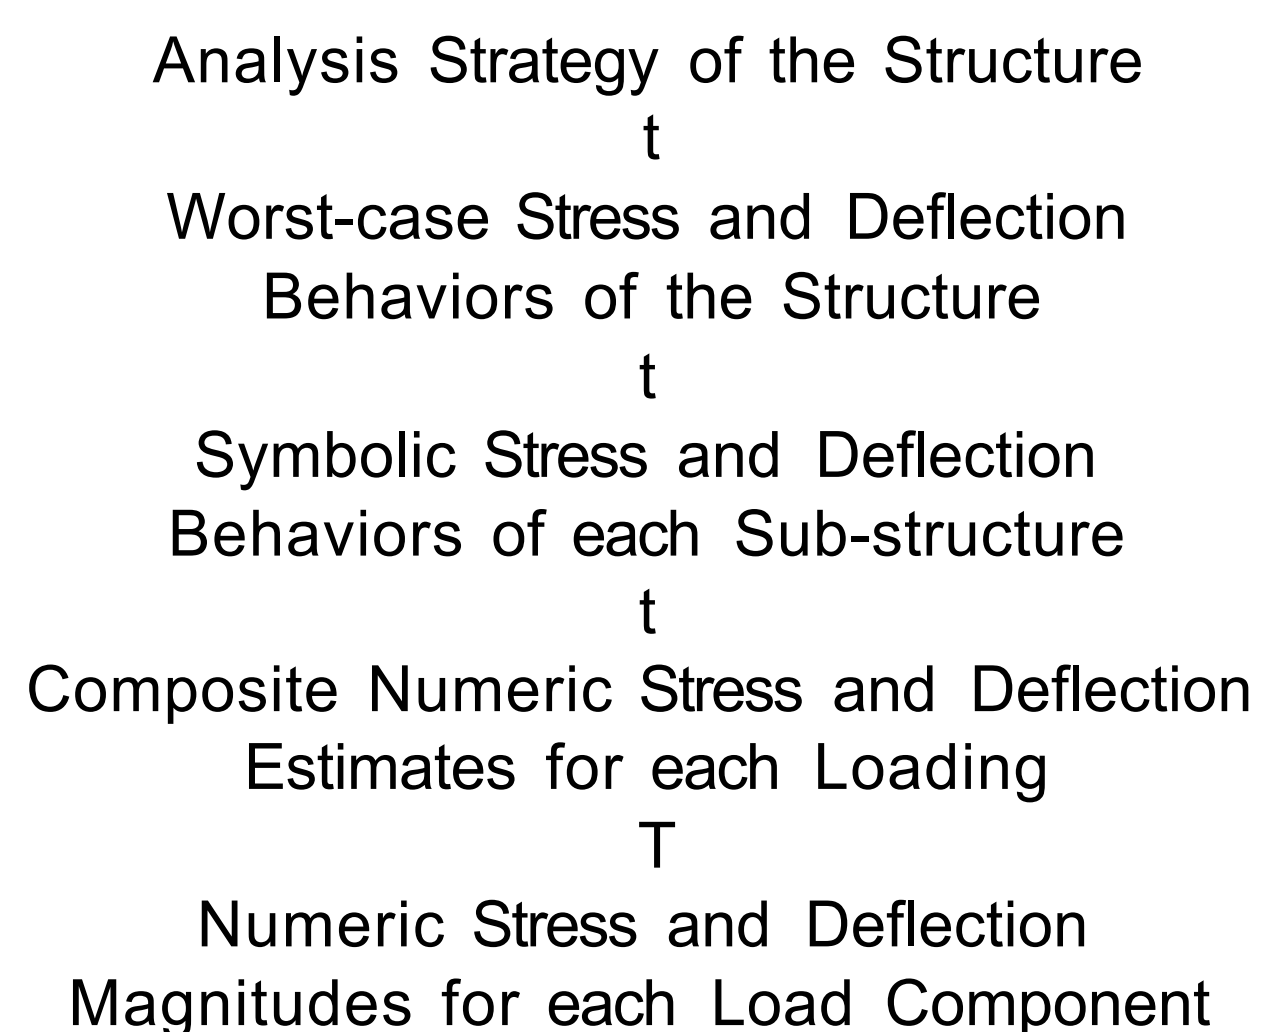 Analysis Strategy of the Structure
t
Worst-case Stress and Deflection
Behaviors of the Structure
t
Symbolic Stress and Deflection
Behaviors of each Sub-structure
t
Composite Numeric Stress and Deflection
Estimates for each Loading
T
Numeric Stress and Deflection
Magnitudes for each Load Component